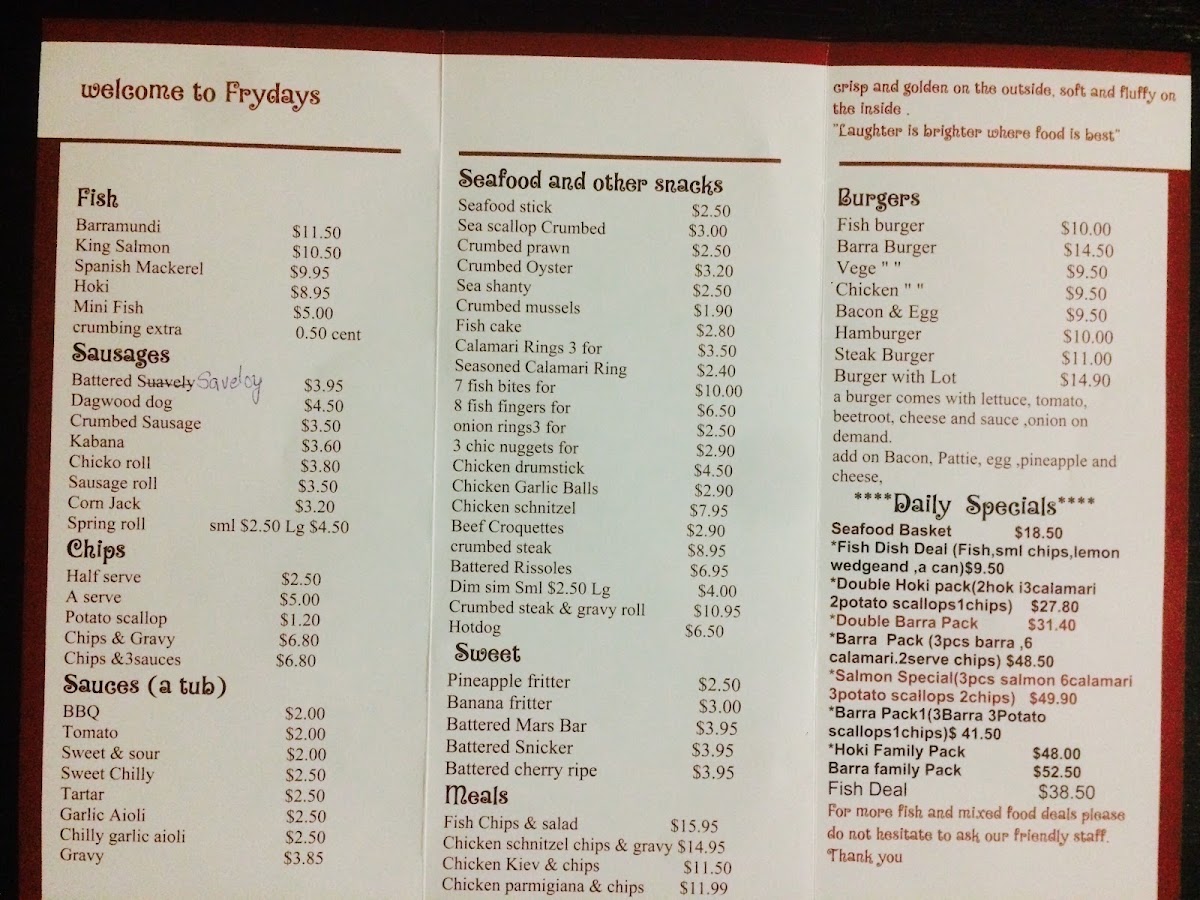 welcome to Frydays
Fish
Barramundi $11.50
King Salmon $10.50
Spanish Mackerel $9.95
Hoki $8.95
Mini Fish $5.00
crumbing extra 0.50 cent
Sausages
Battered Suavely Saveloy $3.95
Dagwood dog $4.50
Crumbed Sausage $3.50
Kabana $3.60
Chicko roll $3.80
Sausage roll $3.50
Corn Jack $3.20
Spring roll sml $2.50 Lg $4.50
Chips
Half serve $2.50
A serve $5.00
Potato scallop $1.20
Chips & Gravy $6.80
Chips &3sauces $6.80
Sauces (a tub)
BBQ $2.00
Tomato $2.00
Sweet & sour $2.00
Sweet Chilly $2.50
Tartar $2.50
Garlic Aioli $2.50
Chilly garlic aioli $2.50
Gravy $3.85
Seafood and other snacks
Seafood stick $2.50
Sea scallop Crumbed $3.00
Crumbed prawn $2.50
Crumbed Oyster $3.20
Sea shanty $2.50
Crumbed mussels $1.90
Fish cake $2.80
Calamari Rings 3 for $3.50
Seasoned Calamari Ring $2.40
7 fish bites for $10.00
8 fish fingers for $6.50
onion rings3 for $2.50
3 chic nuggets for $2.90
Chicken drumstick $4.50
Chicken Garlic Balls $2.90
Chicken schnitzel $7.95
Beef Croquettes $2.90
crumbed steak $8.95
Battered Rissoles $6.95
Dim sim Sml $2.50 Lg $4.00
Crumbed steak & gravy roll $10.95
Hotdog $6.50
Sweet
Pineapple fritter $2.50
Banana fritter $3.00
Battered Mars Bar $3.95
Battered Snicker $3.95
Battered cherry ripe $3.95
Meals
Fish Chips & salad $15.95
Chicken schnitzel chips & gravy $14.95
Chicken Kiev & chips $11.50
Chicken parmigiana & chips $11.99
crisp and golden on the outside, soft and fluffy on
the inside .
"Laughter is brighter where food is best"
Burgers
Fish burger $10.00
Barra Burger $14.50
Vege " " $9.50
Chicken " " $9.50
Bacon & Egg $9.50
Hamburger $10.00
Steak Burger $11.00
Burger with Lot $14.90
a burger comes with lettuce, tomato,
beetroot, cheese and sauce ,onion on
demand.
add on Bacon, Pattie, egg ,pineapple and
cheese,
****Daily Specials****
Seafood Basket $18.50
*Fish Dish Deal (Fish,sml chips,lemon
wedgeand ,a can)$9.50
*Double Hoki pack(2hok i3calamari
2potato scallops1chips) $27.80
*Double Barra Pack $31.40
*Barra Pack (3pcs barra ,6
calamari.2serve chips) $48.50
*Salmon Special(3pcs salmon 6calamari
3potato scallops 2chips) $49.90
*Barra Pack1(3Barra 3Potato
scallops1chips)$ 41.50
*Hoki Family Pack $48.00
Barra family Pack $52.50
Fish Deal $38.50
For more fish and mixed food deals please
do not hesitate to ask our friendly staff.
Thank you